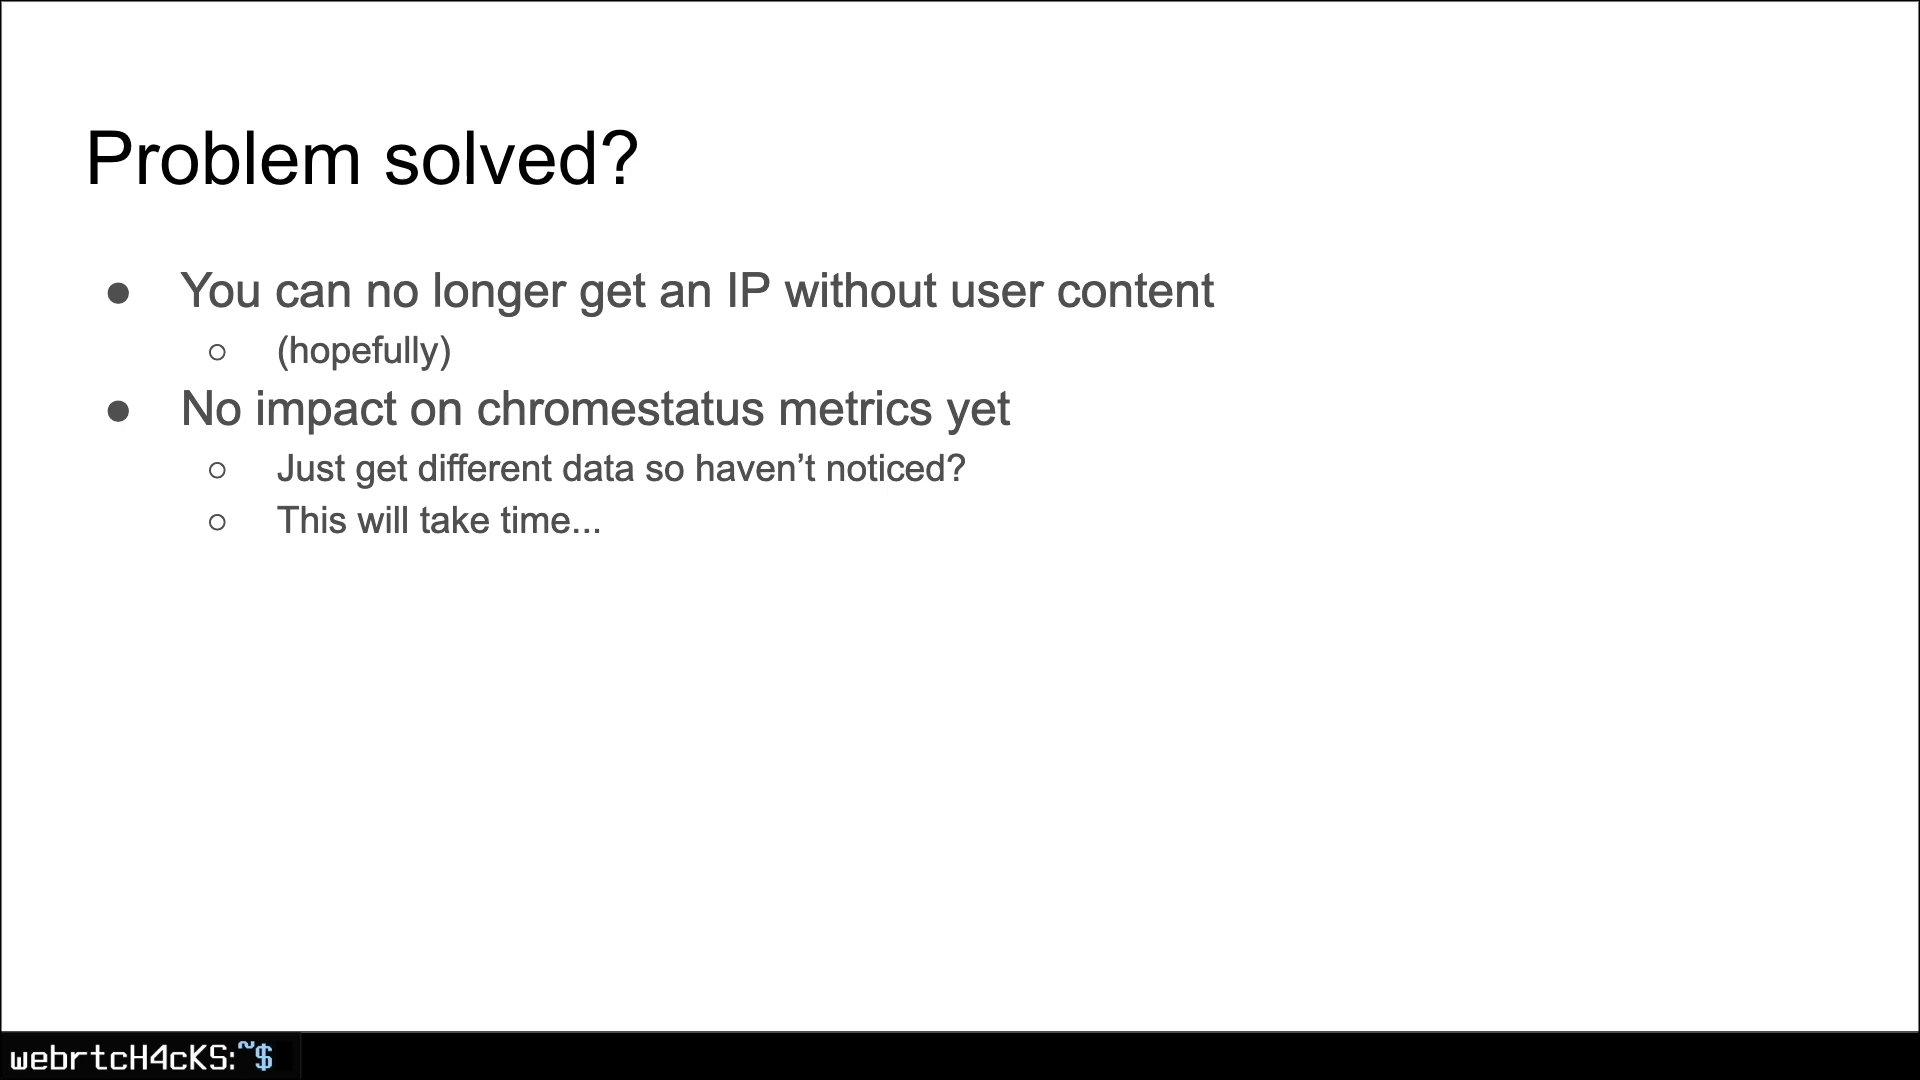 Problem solved?
● You can no longer get an IP without user content
○ (hopefully)
● No impact on chromestatus metrics yet
○ Just get different data so haven’t noticed?
○ This will take time...
webrtcH4cKS:~$